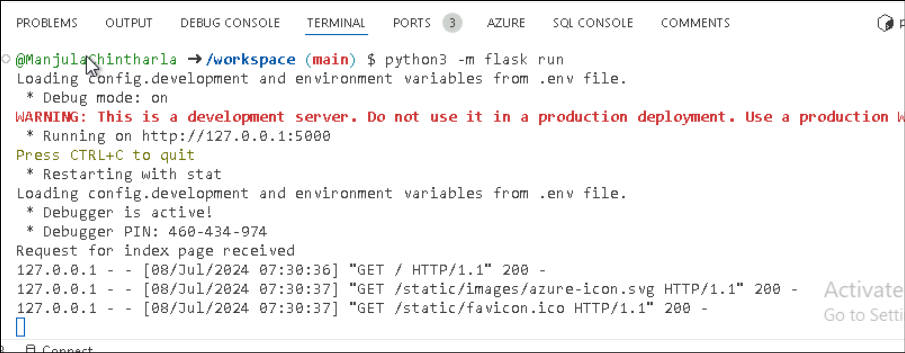 PROBLEMS OUTPUT DEBUG CONSOLE TERMINAL PORTS 3 AZURE SQL CONSOLE COMMENTS
@ManjulaChintharla ➜/workspace (main) $ python3 -m flask run
Loading config.development and environment variables from .env file.
* Debug mode: on
WARNING: This is a development server. Do not use it in a production deployment. Use a production W
* Running on http://127.0.0.1:5000
Press CTRL+C to quit
* Restarting with stat
Loading config.development and environment variables from .env file.
* Debugger is active!
* Debugger PIN: 460-434-974
Request for index page received
127.0.0.1 - - [08/Jul/2024 07:30:36] "GET / HTTP/1.1" 200 -
127.0.0.1 - - [08/Jul/2024 07:30:37] "GET /static/images/azure-icon.svg HTTP/1.1" 200 -
127.0.0.1 - - [08/Jul/2024 07:30:37] "GET /static/favicon.ico HTTP/1.1" 200 -
Activate
Go to Setti
Connect